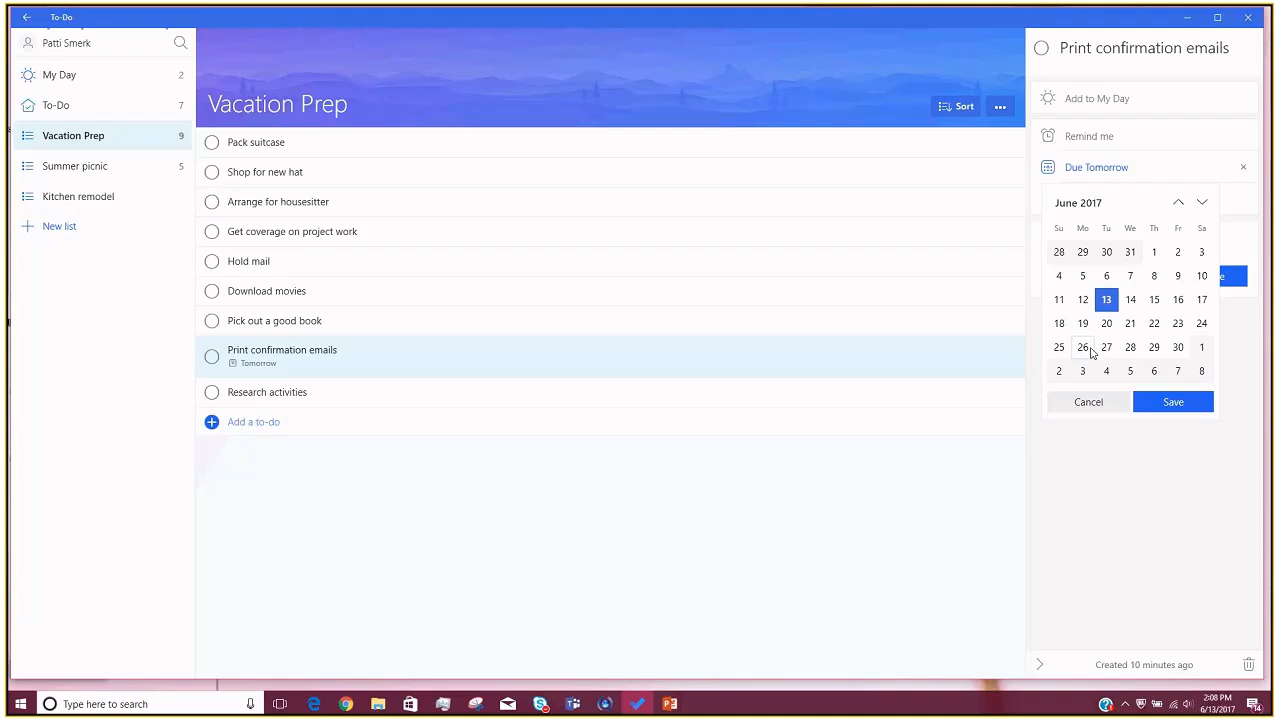 To-Do
Patti Smerk
My Day 2
To-Do 7
Vacation Prep 9
Summer picnic 5
Kitchen remodel
New list
Vacation Prep
Sort
Pack suitcase
Shop for new hat
Arrange for housesitter
Get coverage on project work
Hold mail
Download movies
Pick out a good book
Print confirmation emails
Tomorrow
Research activities
Add a to-do
Print confirmation emails
Add to My Day
Remind me
Due Tomorrow
June 2017
Su Mo Tu We Th Fr Sa
28 29 30 31 1 2 3
4 5 6 7 8 9 10
11 12 13 14 15 16 17
18 19 20 21 22 23 24
25 26 27 28 29 30 1
2 3 4 5 6 7 8
Cancel Save
Created 10 minutes ago
Type here to search
2:08 PM
6/13/2017